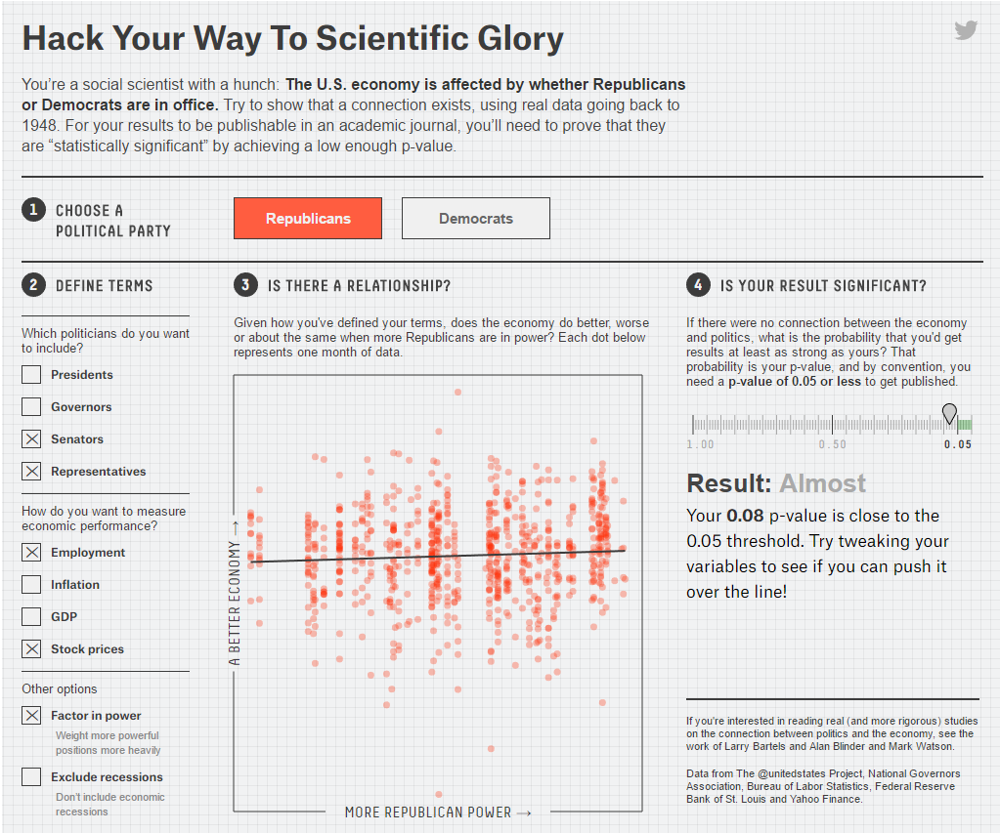 Hack Your Way To Scientific Glory
You're a social scientist with a hunch: The U.S. economy is affected by whether Republicans
or Democrats are in office. Try to show that a connection exists, using real data going back to
1948. For your results to be publishable in an academic journal, you'll need to prove that they
are “statistically significant” by achieving a low enough p-value.
1 CHOOSE A
POLITICAL PARTY
Republicans
Democrats
2 DEFINE TERMS
Which politicians do you want
to include?
Presidents
Governors
Senators
Representatives
How do you want to measure
economic performance?
Employment
Inflation
GDP
Stock prices
Other options
Factor in power
Weight more powerful
positions more heavily
Exclude recessions
Don't include economic
recessions
3 IS THERE A RELATIONSHIP?
Given how you've defined your terms, does the economy do better, worse
or about the same when more Republicans are in power? Each dot below
represents one month of data.
A BETTER ECONOMY →
MORE REPUBLICAN POWER →
4 IS YOUR RESULT SIGNIFICANT?
If there were no connection between the economy
and politics, what is the probability that you'd get
results at least as strong as yours? That
probability is your p-value, and by convention, you
need a p-value of 0.05 or less to get published.
1.00 0.50 0.05
Result: Almost
Your 0.08 p-value is close to the
0.05 threshold. Try tweaking your
variables to see if you can push it
over the line!
If you're interested in reading real (and more rigorous) studies
on the connection between politics and the economy, see the
work of Larry Bartels and Alan Blinder and Mark Watson.
Data from The @unitedstates Project, National Governors
Association, Bureau of Labor Statistics, Federal Reserve
Bank of St. Louis and Yahoo Finance.